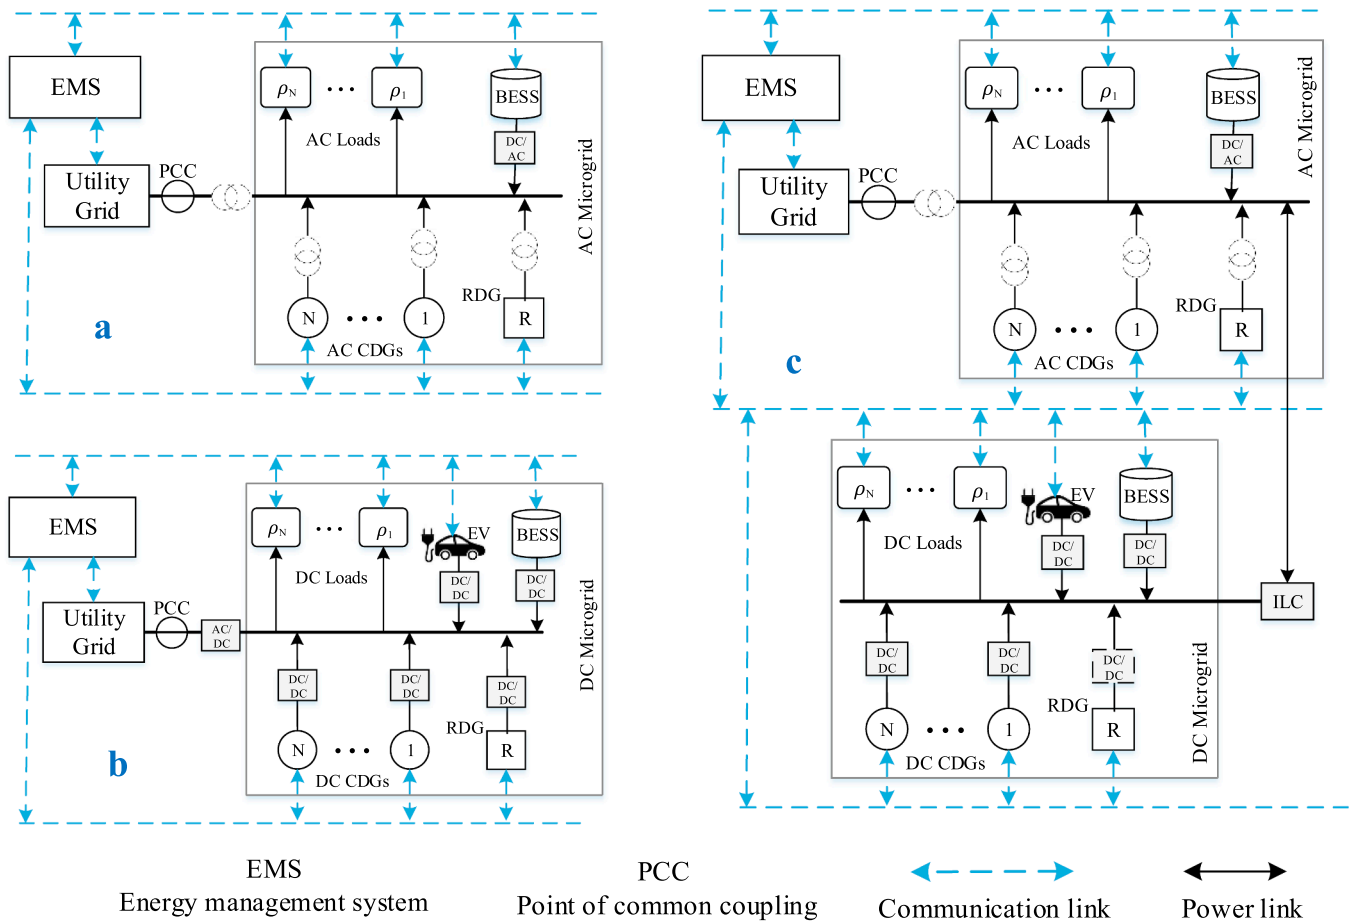 EMS
ρN
ρ1
BESS
AC Loads
DC/
AC
Utility
Grid
PCC
AC Microgrid
RDG
N
1
R
AC CDGs
a
EMS
ρN
ρ1
EV
BESS
DC Loads
DC/
DC
DC/
DC
Utility
Grid
PCC
AC/
DC
DC Microgrid
DC/
DC
DC/
DC
DC/
DC
RDG
N
1
R
DC CDGs
b
EMS
ρN
ρ1
BESS
AC Loads
DC/
AC
Utility
Grid
PCC
AC Microgrid
RDG
N
1
R
AC CDGs
c
ρN
ρ1
EV
BESS
DC Loads
DC/
DC
DC/
DC
ILC
DC Microgrid
DC/
DC
DC/
DC
DC/
DC
RDG
N
1
R
DC CDGs
EMS
Energy management system
PCC
Point of common coupling
Communication link
Power link